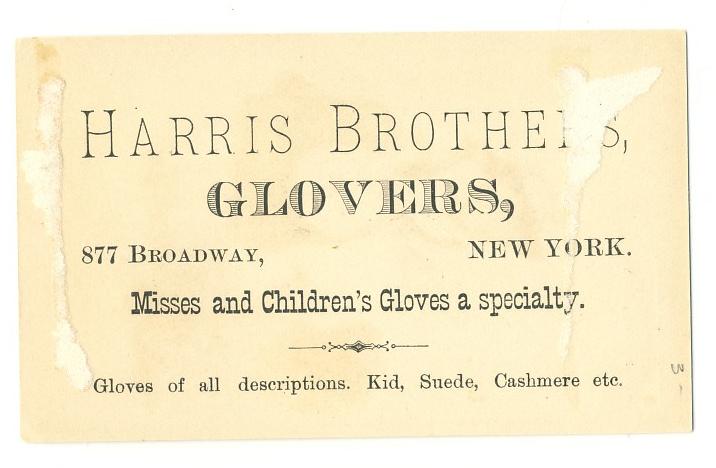 HARRIS BROTHERS,
GLOVERS,
877 BROADWAY, NEW YORK.
Misses and Children's Gloves a specialty.
Gloves of all descriptions. Kid, Suede, Cashmere etc.
3